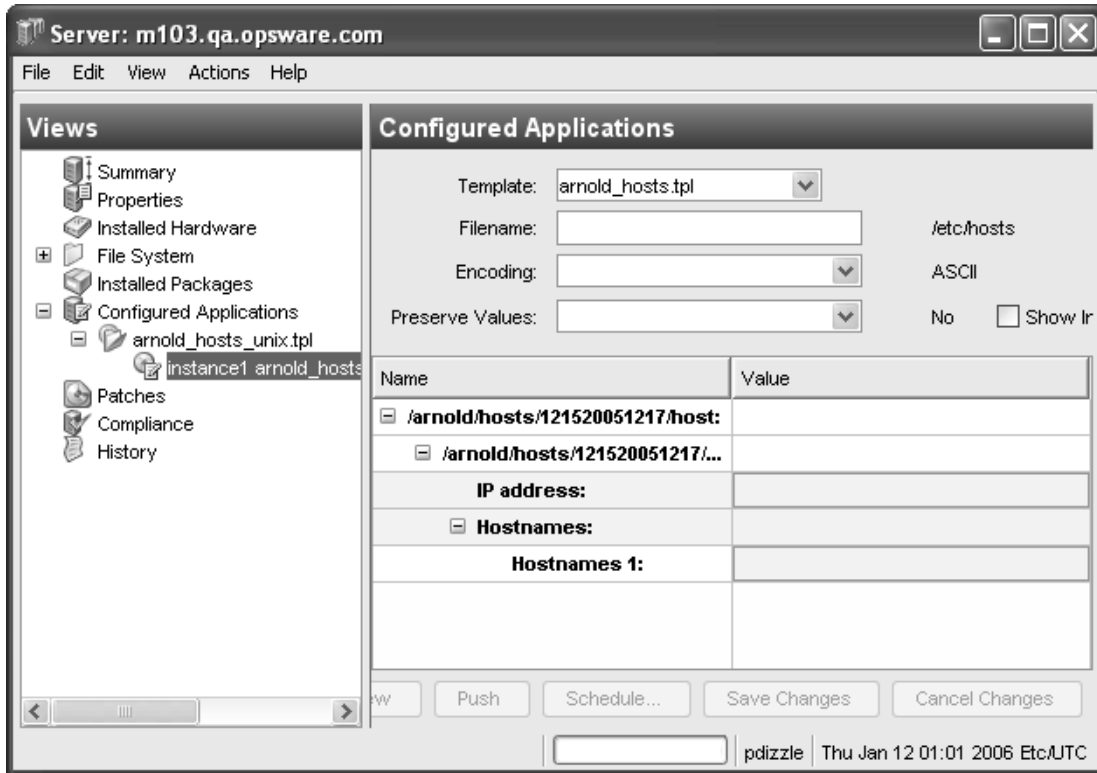 Server: m103.qa.opsware.com
File Edit View Actions Help
Views
Summary
Properties
Installed Hardware
File System
Installed Packages
Configured Applications
arnold_hosts_unix.tpl
instance1 arnold_hosts
Patches
Compliance
History
Configured Applications
Template: arnold_hosts.tpl
Filename: /etc/hosts
Encoding: ASCII
Preserve Values: No Show
Name Value
/arnold/hosts/121520051217/host:
/arnold/hosts/121520051217/...
IP address:
Hostnames:
Hostnames 1:
Push Schedule... Save Changes Cancel Changes
pdizzle Thu Jan 12 01:01 2006 Etc/UTC